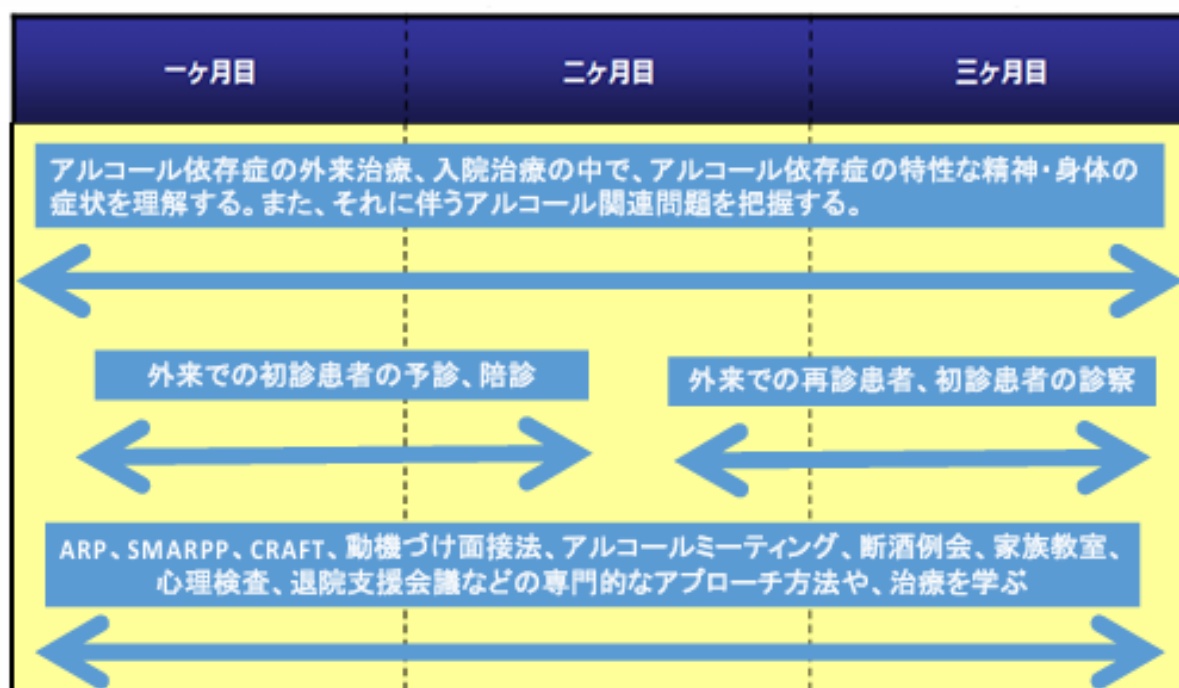 一ヶ月目
二ヶ月目
三ヶ月目
アルコール依存症の外来治療、入院治療の中で、アルコール依存症の特性な精神・身体の
症状を理解する。また、それに伴うアルコール関連問題を把握する。
外来での初診患者の予診、陪診
外来での再診患者、初診患者の診察
ARP、SMARPP、CRAFT、動機づけ面接法、アルコールミーティング、断酒例会、家族教室、
心理検査、退院支援会議などの専門的なアプローチ方法や、治療を学ぶ